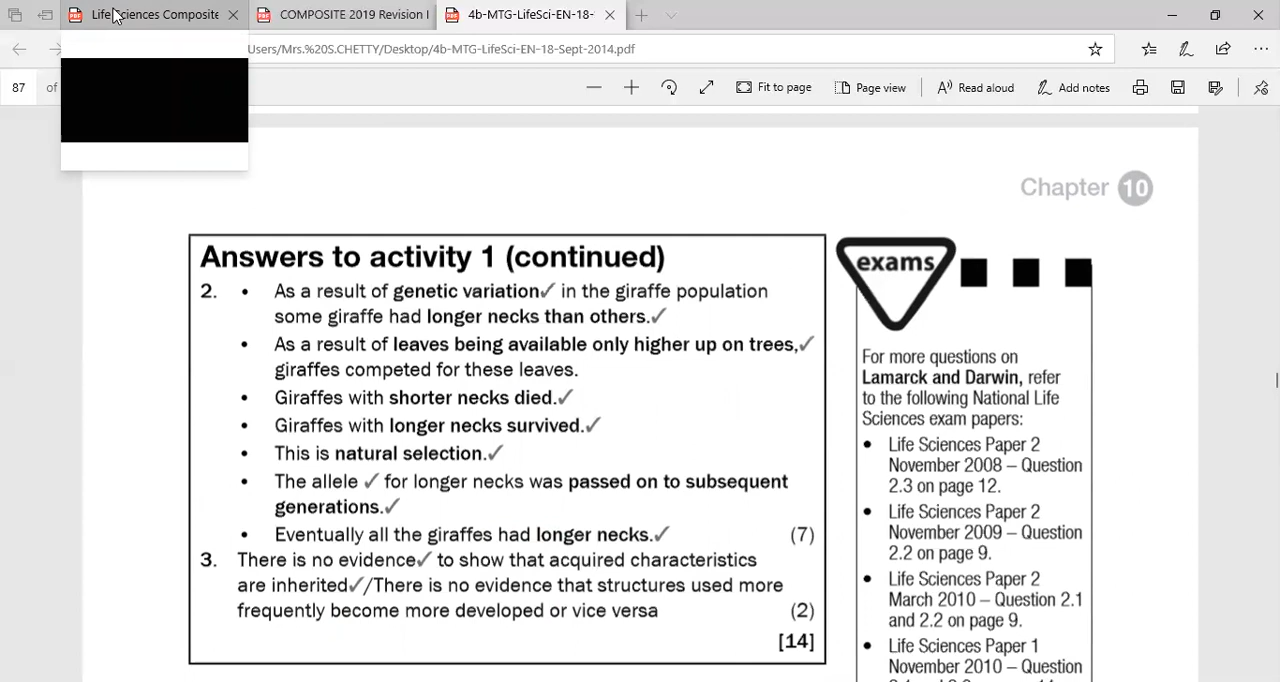 Life Sciences Composite
COMPOSITE 2019 Revision I
4b-MTG-LifeSci-EN-18-
Users/Mrs.%20S.CHETTY/Desktop/4b-MTG-LifeSci-EN-18-Sept-2014.pdf
87 of
Fit to page
Page view
Read aloud
Add notes
Chapter 10
Answers to activity 1 (continued)
2. • As a result of genetic variation✓ in the giraffe population
some giraffe had longer necks than others.✓
• As a result of leaves being available only higher up on trees,✓
giraffes competed for these leaves.
• Giraffes with shorter necks died.✓
• Giraffes with longer necks survived.✓
• This is natural selection.✓
• The allele ✓ for longer necks was passed on to subsequent
generations.✓
• Eventually all the giraffes had longer necks.✓ (7)
3. There is no evidence✓ to show that acquired characteristics
are inherited✓/There is no evidence that structures used more
frequently become more developed or vice versa (2)
[14]
exams
For more questions on
Lamarck and Darwin, refer
to the following National Life
Sciences exam papers:
• Life Sciences Paper 2
November 2008 – Question
2.3 on page 12.
• Life Sciences Paper 2
November 2009 – Question
2.2 on page 9.
• Life Sciences Paper 2
March 2010 – Question 2.1
and 2.2 on page 9.
• Life Sciences Paper 1
November 2010 – Question